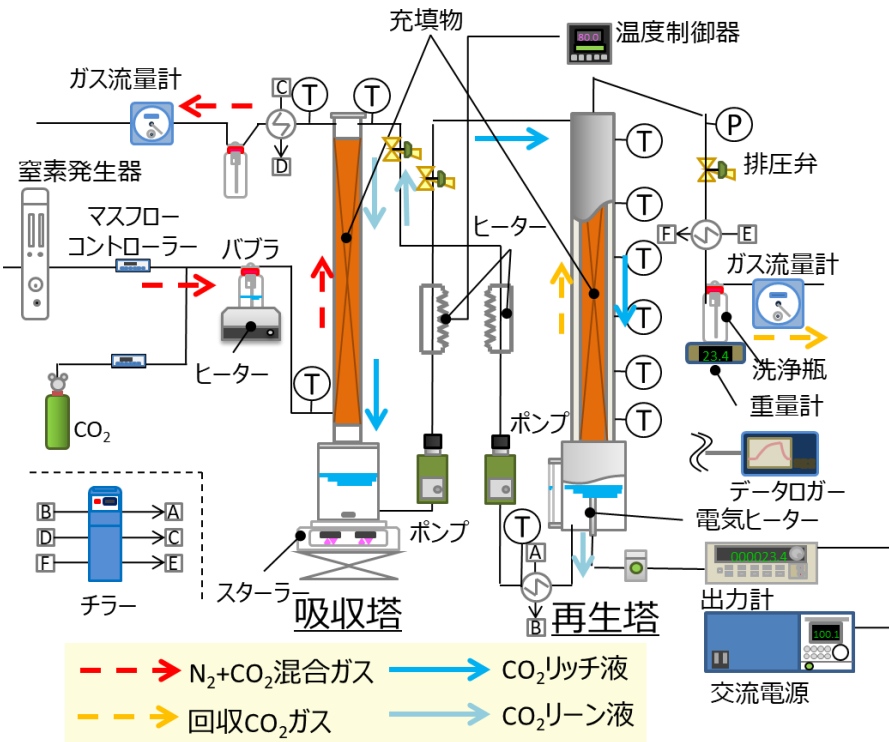 充填物
温度制御器
80.0
ガス流量計
C
T
T
D
T
P
排圧弁
窒素発生器
マスフロー
コントローラー
バブラ
ヒーター
T
F
E
T
ガス流量計
T
ヒーター
T
23.4
洗浄瓶
重量計
CO₂
T
T
ポンプ
データロガー
B
A
D
C
F
E
チラー
スターラー
ポンプ
T
A
B
電気ヒーター
000023.4
出力計
100.1
交流電源
吸収塔
再生塔
N₂+CO₂混合ガス
CO₂リッチ液
回収CO₂ガス
CO₂リーン液